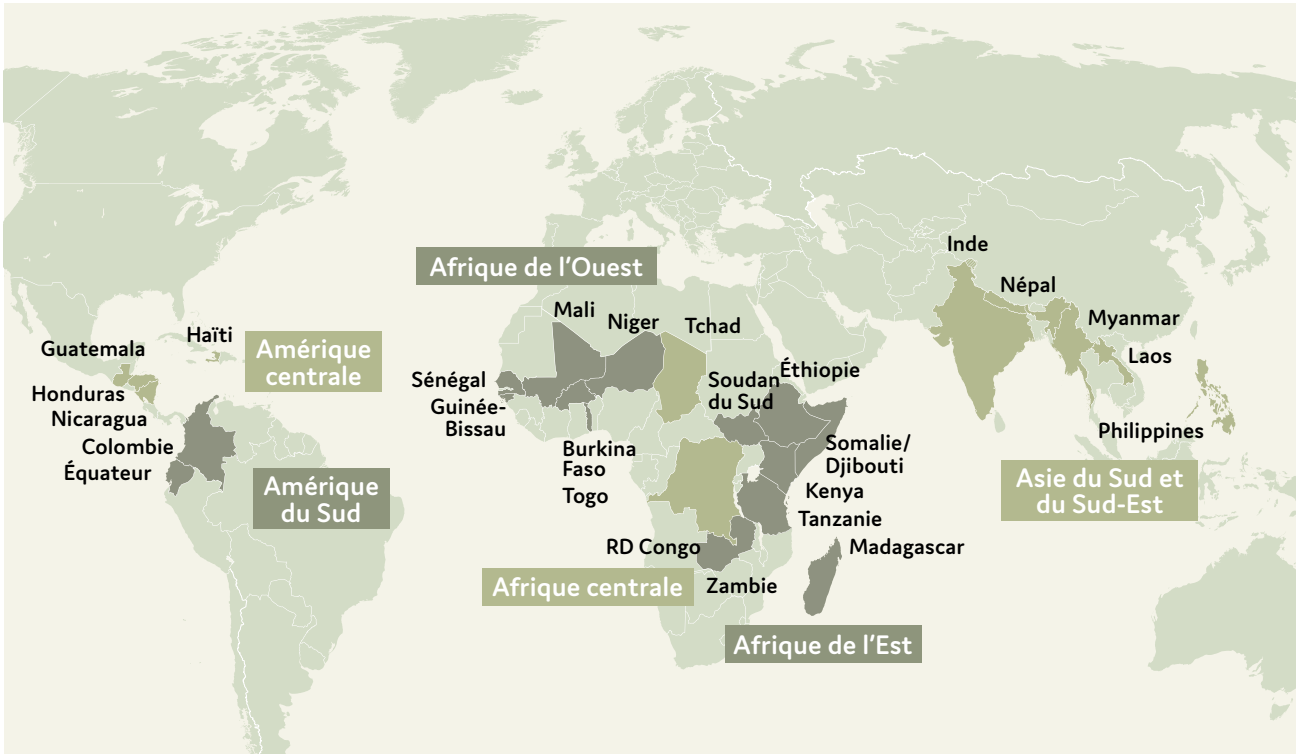 Inde
Afrique de l'Ouest
Népal
Mali
Niger
Tchad
Myanmar
Haïti
Amérique
centrale
Guatemala
Laos
Éthiopie
Sénégal
Soudan
du Sud
Honduras
Guinée-
Bissau
Nicaragua
Philippines
Colombie
Burkina
Faso
Somalie/
Djibouti
Équateur
Amérique
du Sud
Asie du Sud et
du Sud-Est
Togo
Kenya
Tanzanie
RD Congo
Madagascar
Afrique centrale
Zambie
Afrique de l'Est